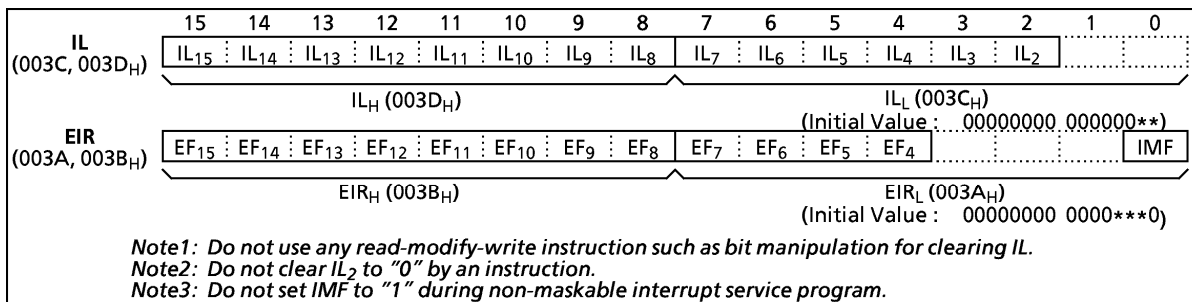 15 14 13 12 11 10 9 8 7 6 5 4 3 2 1 0
IL
(003C, 003DH) IL15 IL14 IL13 IL12 IL11 IL10 IL9 IL8 IL7 IL6 IL5 IL4 IL3 IL2
ILH (003DH) ILL (003CH)
(Initial Value : 00000000 000000**)
EIR
(003A, 003BH) EF15 EF14 EF13 EF12 EF11 EF10 EF9 EF8 EF7 EF6 EF5 EF4 IMF
EIRH (003BH) EIRL (003AH)
(Initial Value : 00000000 0000***0)
Note1: Do not use any read-modify-write instruction such as bit manipulation for clearing IL.
Note2: Do not clear IL2 to "0" by an instruction.
Note3: Do not set IMF to "1" during non-maskable interrupt service program.